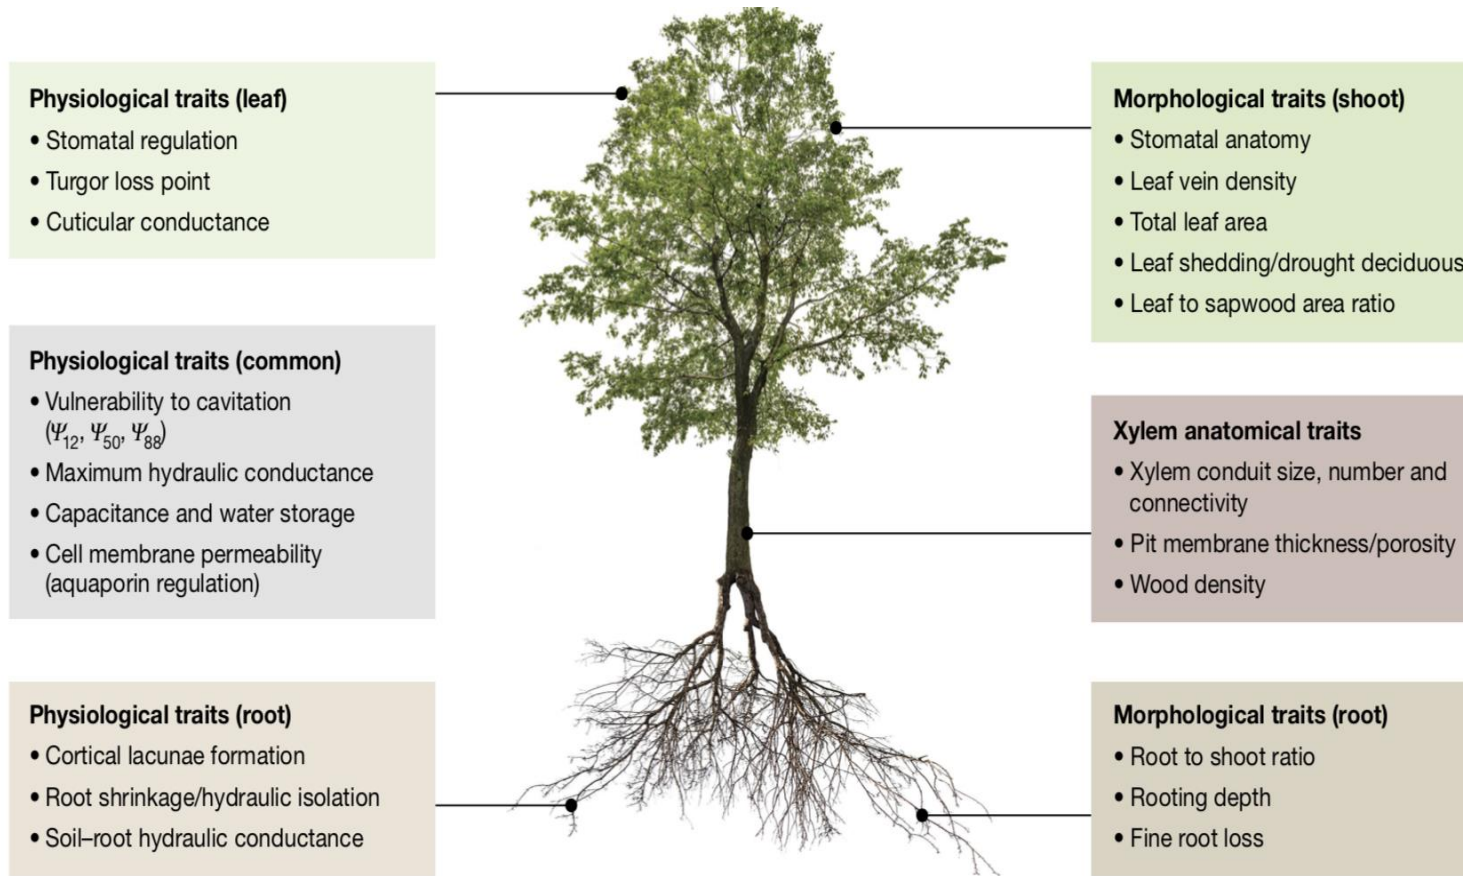 Physiological traits (leaf)
• Stomatal regulation
• Turgor loss point
• Cuticular conductance
Physiological traits (common)
• Vulnerability to cavitation
(Ψ12, Ψ50, Ψ88)
• Maximum hydraulic conductance
• Capacitance and water storage
• Cell membrane permeability
(aquaporin regulation)
Physiological traits (root)
• Cortical lacunae formation
• Root shrinkage/hydraulic isolation
• Soil–root hydraulic conductance
Morphological traits (shoot)
• Stomatal anatomy
• Leaf vein density
• Total leaf area
• Leaf shedding/drought deciduous
• Leaf to sapwood area ratio
Xylem anatomical traits
• Xylem conduit size, number and
connectivity
• Pit membrane thickness/porosity
• Wood density
Morphological traits (root)
• Root to shoot ratio
• Rooting depth
• Fine root loss